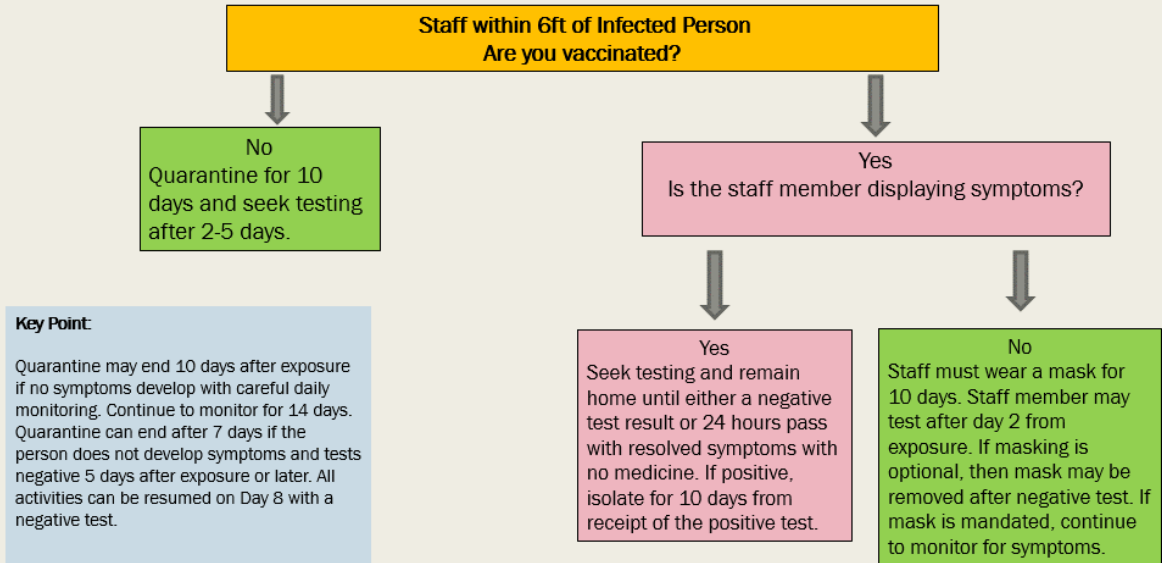 Staff within 6ft of Infected Person
Are you vaccinated?
No
Quarantine for 10
days and seek testing
after 2-5 days.
Yes
Is the staff member displaying symptoms?
Key Point:
Quarantine may end 10 days after exposure
if no symptoms develop with careful daily
monitoring. Continue to monitor for 14 days.
Quarantine can end after 7 days if the
person does not develop symptoms and tests
negative 5 days after exposure or later. All
activities can be resumed on Day 8 with a
negative test.
Yes
Seek testing and remain
home until either a negative
test result or 24 hours pass
with resolved symptoms with
no medicine. If positive,
isolate for 10 days from
receipt of the positive test.
No
Staff must wear a mask for
10 days. Staff member may
test after day 2 from
exposure. If masking is
optional, then mask may be
removed after negative test. If
mask is mandated, continue
to monitor for symptoms.